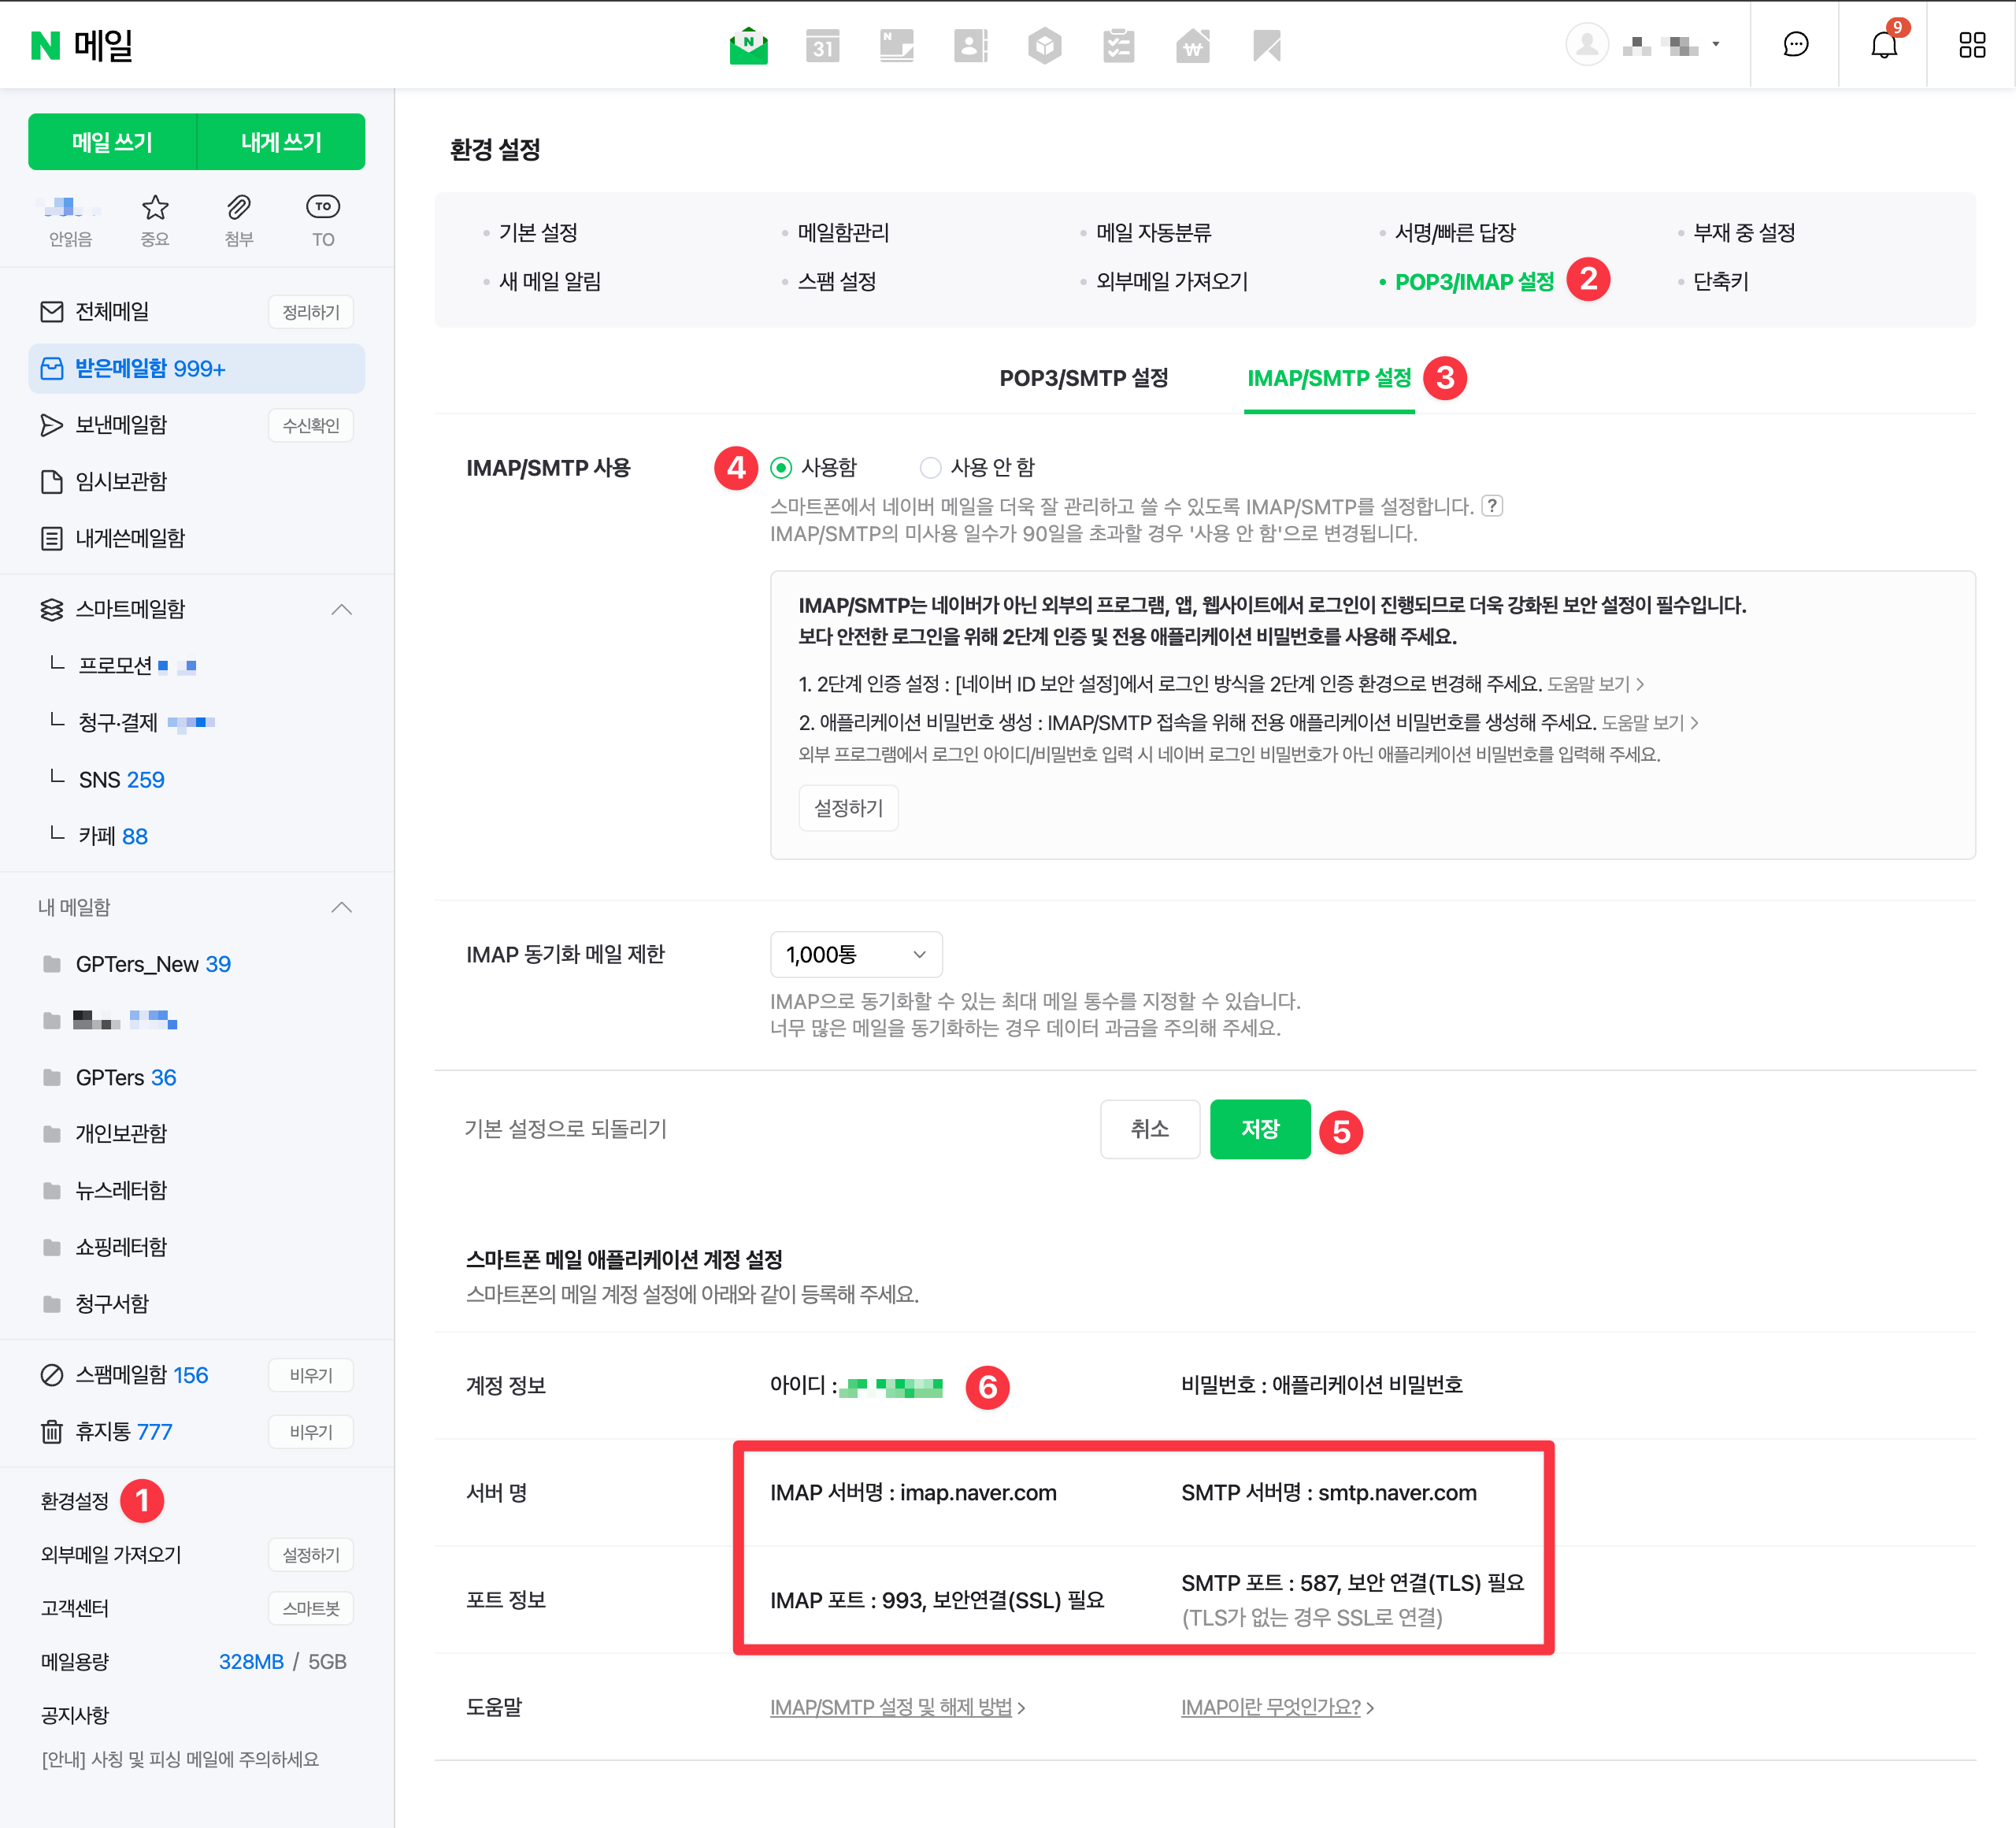 N 메일
N
31
N
₩
9
메일 쓰기
내게 쓰기
안읽음
중요
첨부
TO
TO
전체메일
정리하기
받은메일함 999+
보낸메일함
수신확인
임시보관함
내게쓴메일함
스마트메일함
프로모션
청구·결제
SNS 259
카페 88
내 메일함
GPTers_New 39
GPTers 36
개인보관함
뉴스레터함
쇼핑레터함
청구서함
스팸메일함 156
비우기
휴지통 777
비우기
환경설정
1
외부메일 가져오기
설정하기
고객센터
스마트봇
메일용량
328MB / 5GB
공지사항
[안내] 사칭 및 피싱 메일에 주의하세요
환경 설정
기본 설정
메일함관리
메일 자동분류
서명/빠른 답장
부재 중 설정
새 메일 알림
스팸 설정
외부메일 가져오기
POP3/IMAP 설정
2
단축키
POP3/SMTP 설정
IMAP/SMTP 설정
3
IMAP/SMTP 사용
4
사용함
사용 안 함
스마트폰에서 네이버 메일을 더욱 잘 관리하고 쓸 수 있도록 IMAP/SMTP를 설정합니다. ?
IMAP/SMTP의 미사용 일수가 90일을 초과할 경우 '사용 안 함'으로 변경됩니다.
IMAP/SMTP는 네이버가 아닌 외부의 프로그램, 앱, 웹사이트에서 로그인이 진행되므로 더욱 강화된 보안 설정이 필수입니다.
보다 안전한 로그인을 위해 2단계 인증 및 전용 애플리케이션 비밀번호를 사용해 주세요.
1. 2단계 인증 설정 : [네이버 ID 보안 설정]에서 로그인 방식을 2단계 인증 환경으로 변경해 주세요. 도움말 보기 >
2. 애플리케이션 비밀번호 생성 : IMAP/SMTP 접속을 위해 전용 애플리케이션 비밀번호를 생성해 주세요. 도움말 보기 >
외부 프로그램에서 로그인 아이디/비밀번호 입력 시 네이버 로그인 비밀번호가 아닌 애플리케이션 비밀번호를 입력해 주세요.
설정하기
IMAP 동기화 메일 제한
1,000통
IMAP으로 동기화할 수 있는 최대 메일 통수를 지정할 수 있습니다.
너무 많은 메일을 동기화하는 경우 데이터 과금을 주의해 주세요.
기본 설정으로 되돌리기
취소
저장
5
스마트폰 메일 애플리케이션 계정 설정
스마트폰의 메일 계정 설정에 아래와 같이 등록해 주세요.
계정 정보
아이디 :
6
비밀번호 : 애플리케이션 비밀번호
서버 명
IMAP 서버명 : imap.naver.com
SMTP 서버명 : smtp.naver.com
포트 정보
IMAP 포트 : 993, 보안연결(SSL) 필요
SMTP 포트 : 587, 보안 연결(TLS) 필요
(TLS가 없는 경우 SSL로 연결)
도움말
IMAP/SMTP 설정 및 해제 방법 >
IMAP이란 무엇인가요? >